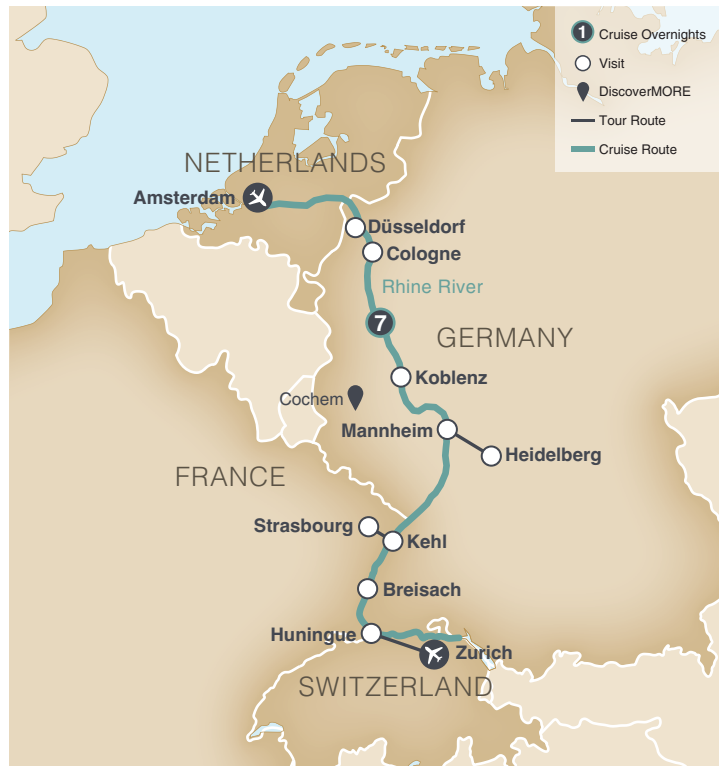 1 Cruise Overnights
Visit
DiscoverMORE
Tour Route
Cruise Route
NETHERLANDS
Amsterdam
Düsseldorf
Cologne
Rhine River
7
GERMANY
Koblenz
Cochem
Mannheim
Heidelberg
FRANCE
Strasbourg
Kehl
Breisach
Huningue
Zurich
SWITZERLAND